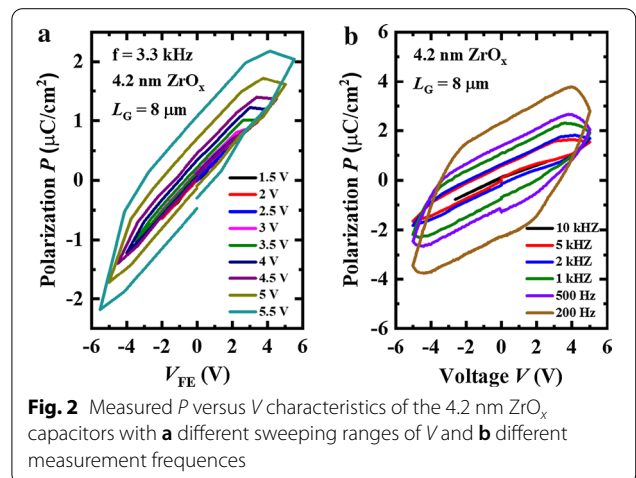 a
f = 3.3 kHz
4.2 nm ZrOx
LG = 8 μm
Polarization P (μC/cm²)
2
1
0
-1
-2
1.5 V
2 V
2.5 V
3 V
3.5 V
4 V
4.5 V
5 V
5.5 V
-6 -4 -2 0 2 4 6
VFE (V)
b
4.2 nm ZrOx
LG = 8 μm
Polarization P (μC/cm²)
6
4
2
0
-2
-4
-6
10 kHZ
5 kHZ
2 kHZ
1 kHZ
500 Hz
200 Hz
-6 -4 -2 0 2 4 6
Voltage V (V)
Fig. 2 Measured P versus V characteristics of the 4.2 nm ZrOx
capacitors with a different sweeping ranges of V and b different
measurement frequences